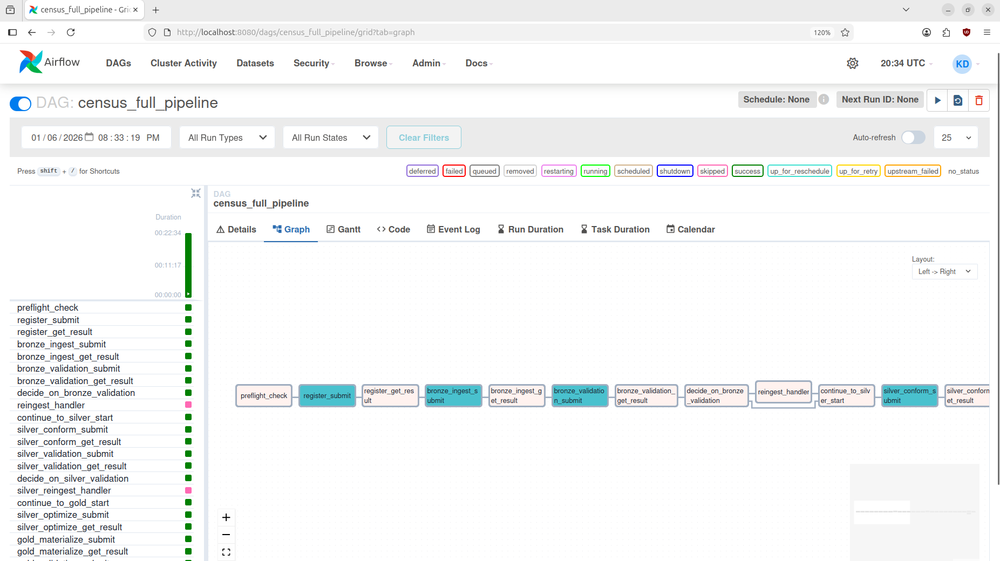 census_full_pipeline - Gric
http://localhost:8080/dags/census_full_pipeline/grid?tab=graph
120%
Airflow
DAGs
Cluster Activity
Datasets
Security
Browse
Admin
Docs
20:34 UTC
KD
DAG: census_full_pipeline
Schedule: None
i
Next Run ID: None
01 / 06 / 2026 08 : 33 : 19 PM
All Run Types
All Run States
Clear Filters
Auto-refresh
25
Press shift + / for Shortcuts
deferred
failed
queued
removed
restarting
running
scheduled
shutdown
skipped
success
up_for_reschedule
up_for_retry
upstream_failed
no_status
Duration
00:22:34
00:11:17
00:00:00
preflight_check
register_submit
register_get_result
bronze_ingest_submit
bronze_ingest_get_result
bronze_validation_submit
bronze_validation_get_result
decide_on_bronze_validation
reingest_handler
continue_to_silver_start
silver_conform_submit
silver_conform_get_result
silver_validation_submit
silver_validation_get_result
decide_on_silver_validation
silver_reingest_handler
continue_to_gold_start
silver_optimize_submit
silver_optimize_get_result
gold_materialize_submit
gold_materialize_get_result
DAG
census_full_pipeline
Details
Graph
Gantt
Code
Event Log
Run Duration
Task Duration
Calendar
Layout:
Left -> Right
preflight_check
register_submit
register_get_res
ult
bronze_ingest_s
ubmit
bronze_ingest_g
et_result
bronze_validatio
n_submit
bronze_validation_
get_result
decide_on_bronze
_validation
reingest_handler
continue_to_silv
er_start
silver_conform_s
ubmit
silver_conform
et_result